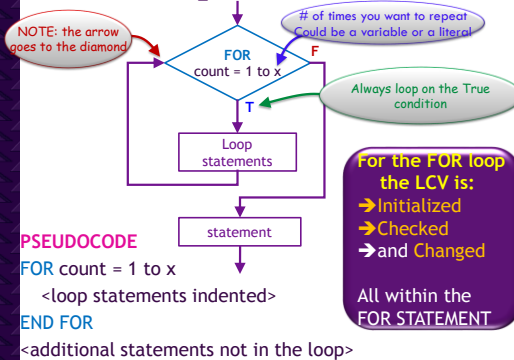 NOTE: the arrow
goes to the diamond
# of times you want to repeat
Could be a variable or a literal
FOR
count = 1 to x
F
T
Always loop on the True
condition
Loop
statements
statement
For the FOR loop
the LCV is:
➔Initialized
➔Checked
➔and Changed
All within the
FOR STATEMENT
PSEUDOCODE
FOR count = 1 to x
<loop statements indented>
END FOR
<additional statements not in the loop>